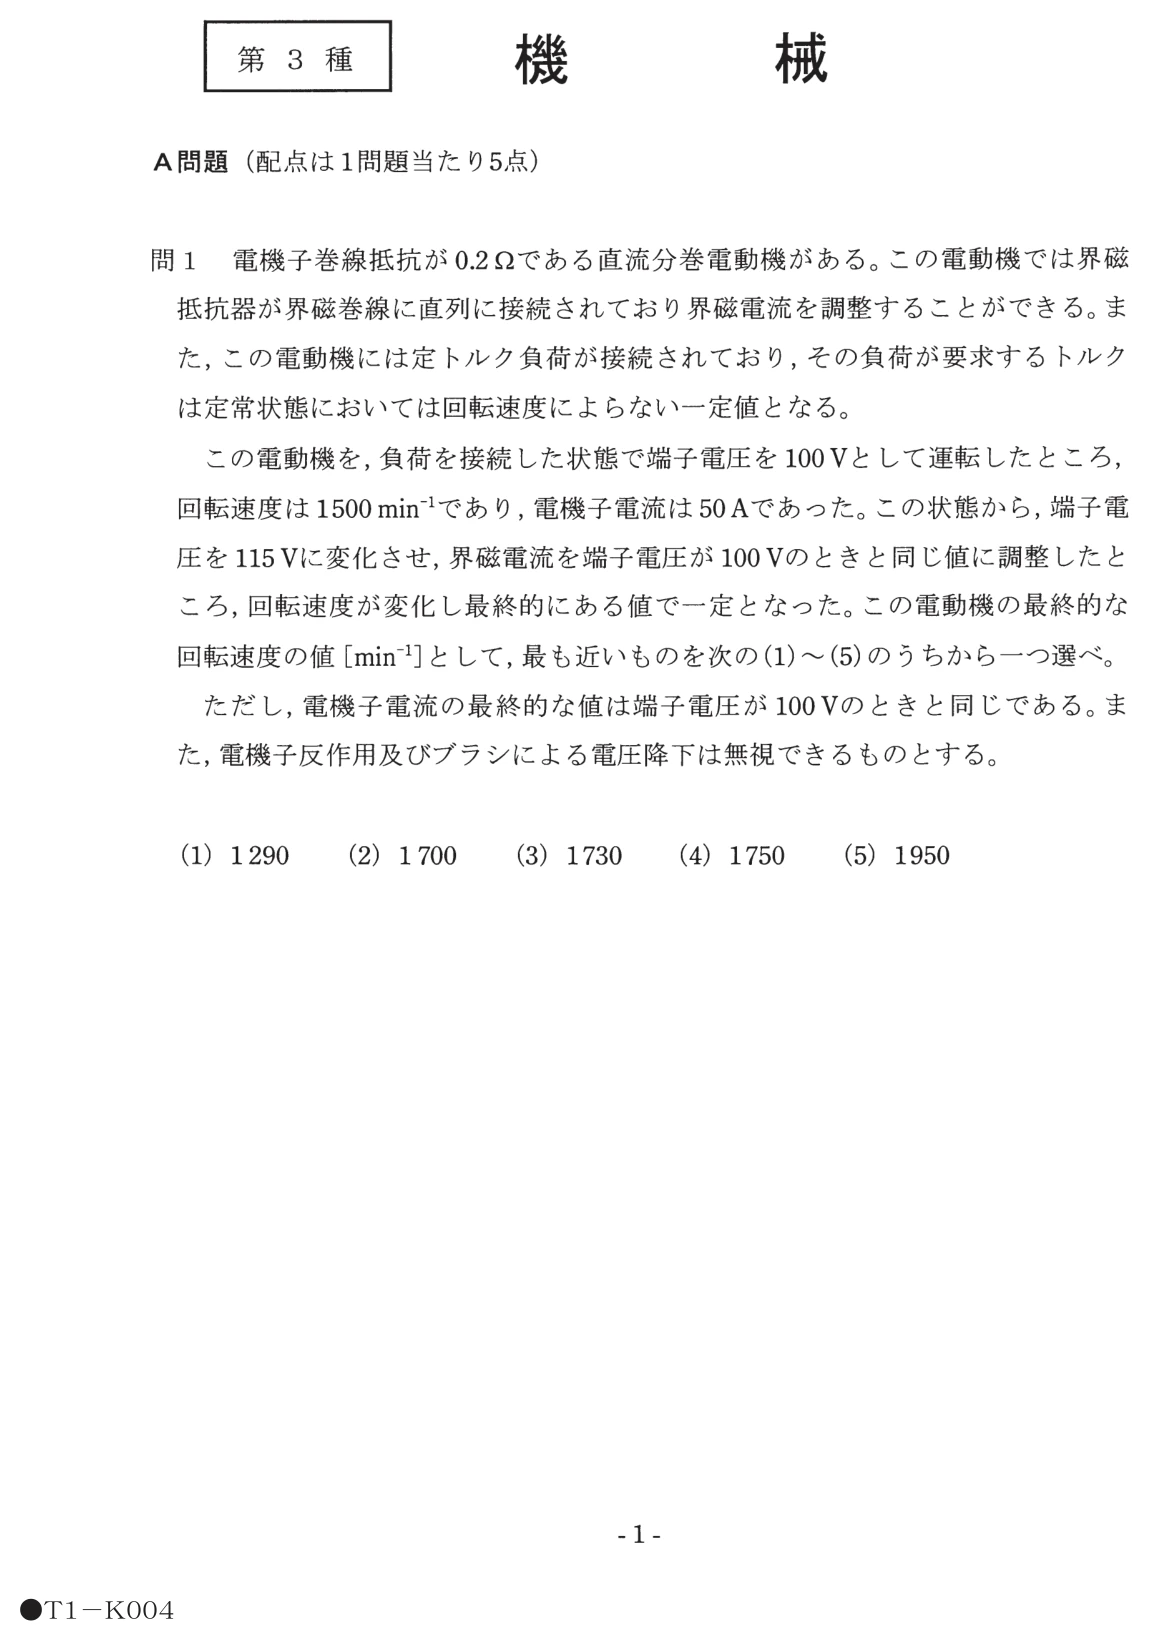 第 3 種
機 械
A問題（配点は1問題当たり5点）
問1 電機子巻線抵抗が0.2Ωである直流分巻電動機がある。この電動機では界磁
抵抗器が界磁巻線に直列に接続されており界磁電流を調整することができる。ま
た，この電動機には定トルク負荷が接続されており，その負荷が要求するトルク
は定常状態においては回転速度によらない一定値となる。
この電動機を，負荷を接続した状態で端子電圧を100Vとして運転したところ，
回転速度は1500 min⁻¹であり，電機子電流は50Aであった。この状態から，端子電
圧を115Vに変化させ，界磁電流を端子電圧が100Vのときと同じ値に調整したと
ころ，回転速度が変化し最終的にある値で一定となった。この電動機の最終的な
回転速度の値［min⁻¹］として，最も近いものを次の(1)～(5)のうちから一つ選べ。
ただし，電機子電流の最終的な値は端子電圧が100Vのときと同じである。ま
た，電機子反作用及びブラシによる電圧降下は無視できるものとする。
(1) 1290 (2) 1700 (3) 1730 (4) 1750 (5) 1950
- 1 -
●T1－K004